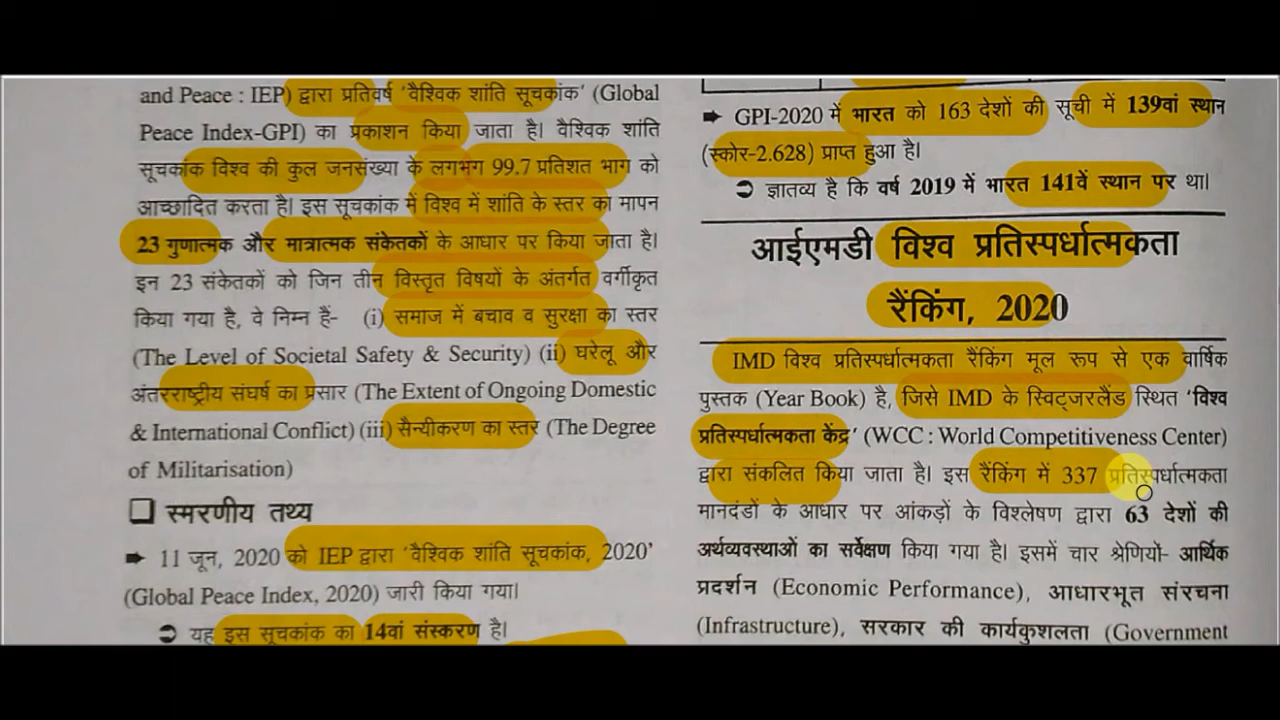 and Peace : IEP) द्वारा प्रतिवर्ष 'वैश्विक शांति सूचकांक' (Global
Peace Index-GPI) का प्रकाशन किया जाता है। वैश्विक शांति
सूचकांक विश्व की कुल जनसंख्या के लगभग 99.7 प्रतिशत भाग को
आच्छादित करता है। इस सूचकांक में विश्व में शांति के स्तर का मापन
23 गुणात्मक और मात्रात्मक संकेतकों के आधार पर किया जाता है।
इन 23 संकेतकों को जिन तीन विस्तृत विषयों के अंतर्गत वर्गीकृत
किया गया है, वे निम्न हैं- (i) समाज में बचाव व सुरक्षा का स्तर
(The Level of Societal Safety & Security) (ii) घरेलू और
अंतरराष्ट्रीय संघर्ष का प्रसार (The Extent of Ongoing Domestic
& International Conflict) (iii) सैन्यीकरण का स्तर (The Degree
of Militarisation)
❑ स्मरणीय तथ्य
➡ 11 जून, 2020 को IEP द्वारा 'वैश्विक शांति सूचकांक, 2020'
(Global Peace Index, 2020) जारी किया गया।
➲ यह इस सूचकांक का 14वां संस्करण है।
➡ GPI-2020 में भारत को 163 देशों की सूची में 139वां स्थान
(स्कोर-2.628) प्राप्त हुआ है।
➲ ज्ञातव्य है कि वर्ष 2019 में भारत 141वें स्थान पर था।
आईएमडी विश्व प्रतिस्पर्धात्मकता
रैंकिंग, 2020
IMD विश्व प्रतिस्पर्धात्मकता रैंकिंग मूल रूप से एक वार्षिक
पुस्तक (Year Book) है, जिसे IMD के स्विट्जरलैंड स्थित 'विश्व
प्रतिस्पर्धात्मकता केंद्र' (WCC : World Competitiveness Center)
द्वारा संकलित किया जाता है। इस रैंकिंग में 337 प्रतिस्पर्धात्मकता
मानदंडों के आधार पर आंकड़ों के विश्लेषण द्वारा 63 देशों की
अर्थव्यवस्थाओं का सर्वेक्षण किया गया है। इसमें चार श्रेणियों- आर्थिक
प्रदर्शन (Economic Performance), आधारभूत संरचना
(Infrastructure), सरकार की कार्यकुशलता (Government